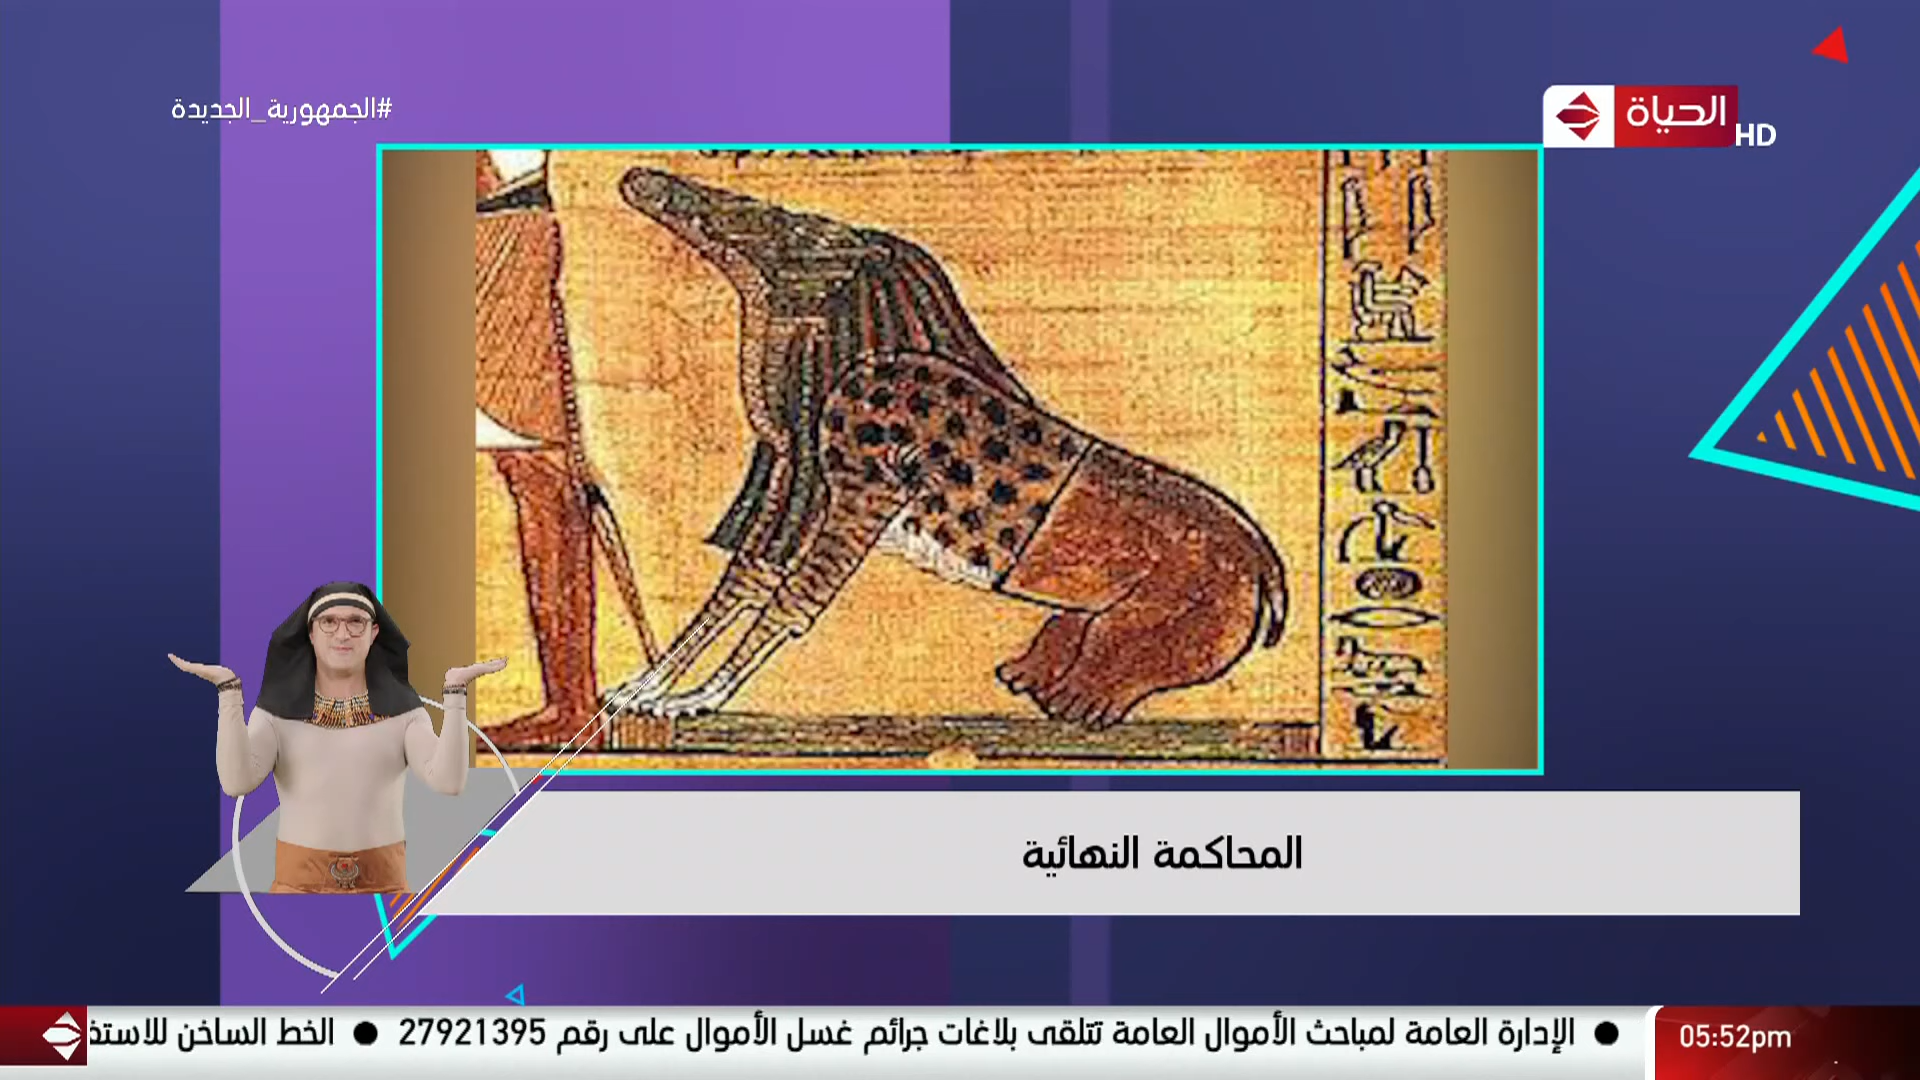 #الجمهورية_الجديدة
الحياة
HD
المحاكمة النهائية
● الإدارة العامة لمباحث الأموال العامة تتلقى بلاغات جرائم غسل الأموال على رقم 27921395 ● الخط الساخن
05:52pm